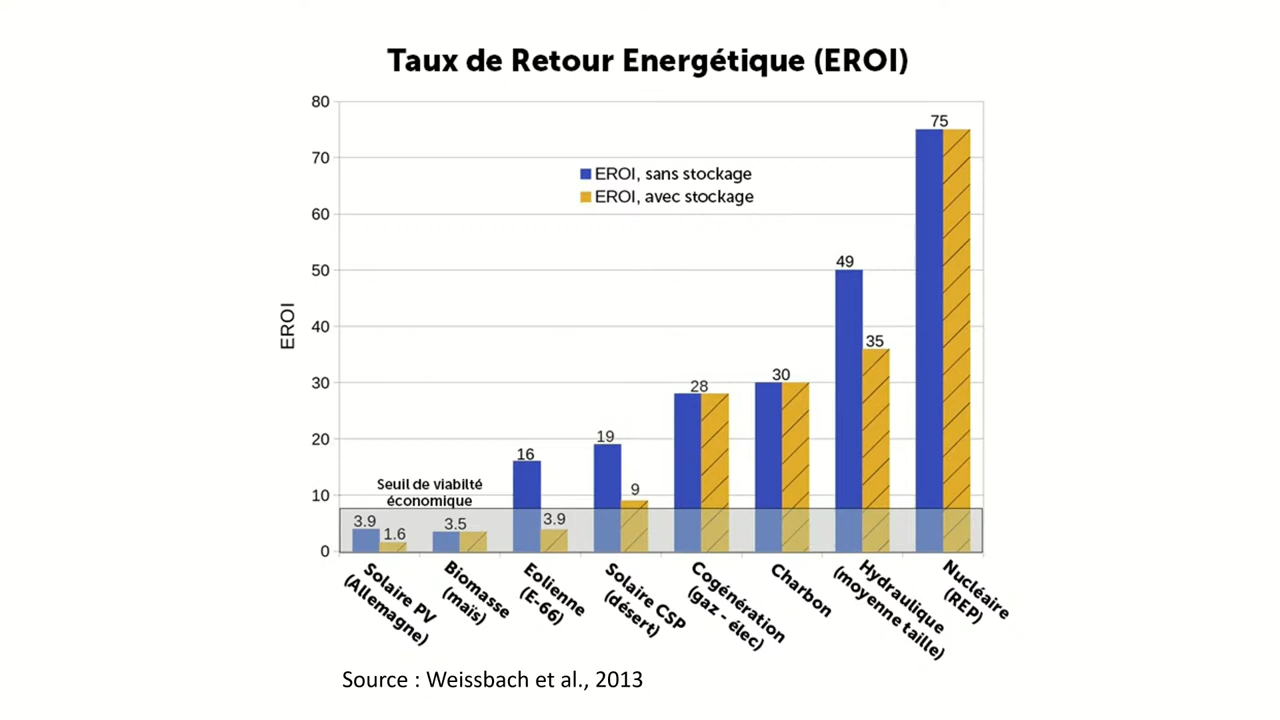 Taux de Retour Energétique (EROI)
80
70
60
50
40
30
20
10
0
EROI
EROI, sans stockage
EROI, avec stockage
Seuil de viabilté
économique
3.9
1.6
3.5
16
3.9
19
9
28
30
49
35
75
Solaire PV
(Allemagne)
Biomasse
(maïs)
Eolienne
(E-66)
Solaire CSP
(désert)
Cogénération
(gaz - élec)
Charbon
Hydraulique
(moyenne taille)
Nucléaire
(REP)
Source : Weissbach et al., 2013